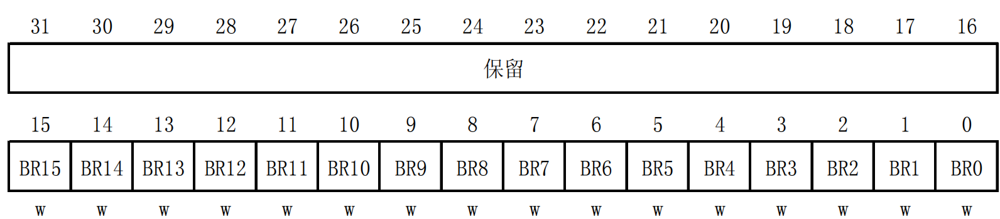 31 30 29 28 27 26 25 24 23 22 21 20 19 18 17 16
保留
15 14 13 12 11 10 9 8 7 6 5 4 3 2 1 0
BR15 BR14 BR13 BR12 BR11 BR10 BR9 BR8 BR7 BR6 BR5 BR4 BR3 BR2 BR1 BR0
w w w w w w w w w w w w w w w w